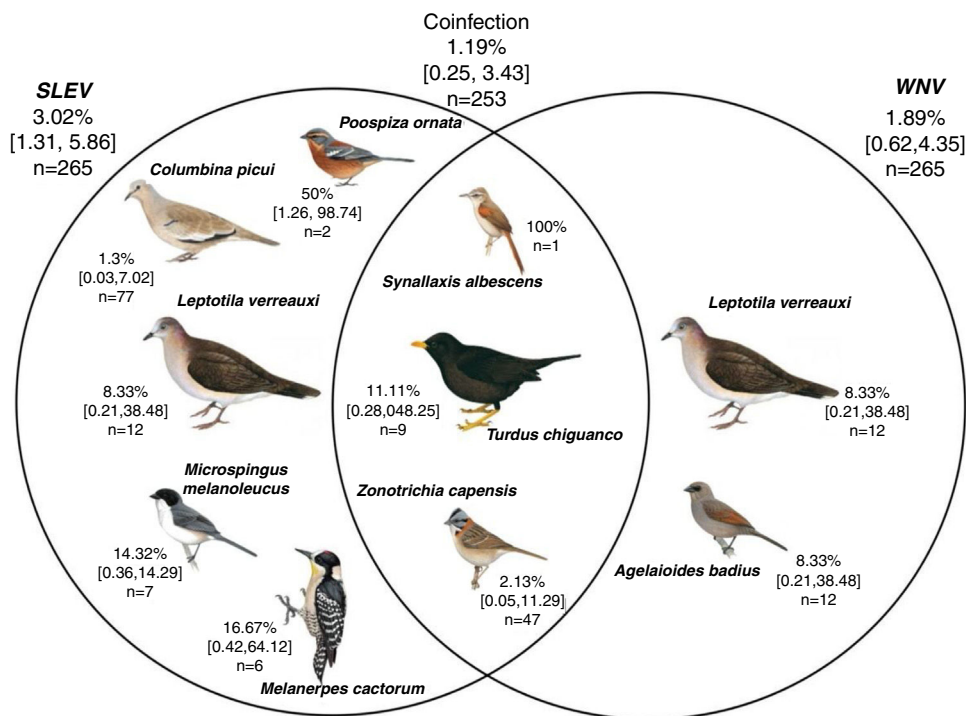 Coinfection
1.19%
[0.25, 3.43]
n=253
SLEV
3.02%
[1.31, 5.86]
n=265
WNV
1.89%
[0.62,4.35]
n=265
Poospiza ornata
50%
[1.26, 98.74]
n=2
Columbina picui
1.3%
[0.03,7.02]
n=77
Leptotila verreauxi
8.33%
[0.21,38.48]
n=12
Microspingus
melanoleucus
14.32%
[0.36,14.29]
n=7
16.67%
[0.42,64.12]
n=6
Melanerpes cactorum
100%
n=1
Synallaxis albescens
11.11%
[0.28,048.25]
n=9
Turdus chiguanco
Zonotrichia capensis
2.13%
[0.05,11.29]
n=47
Leptotila verreauxi
8.33%
[0.21,38.48]
n=12
Agelaioides badius
8.33%
[0.21,38.48]
n=12